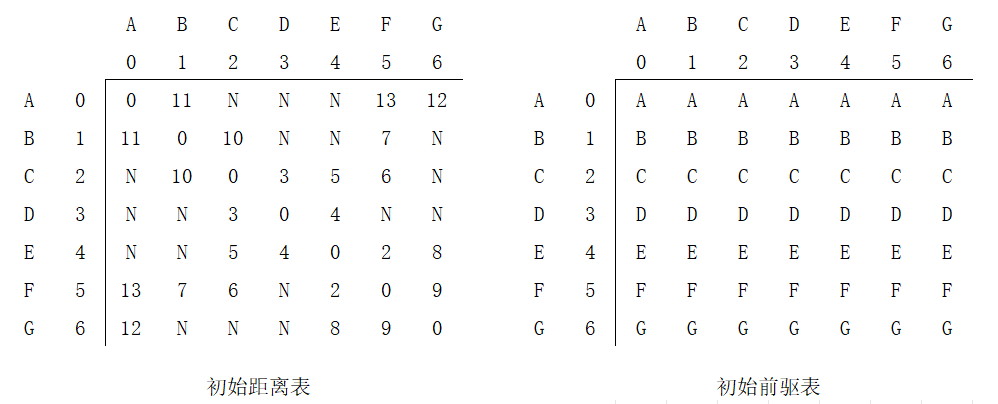 A B C D E F G A B C D E F G
0 1 2 3 4 5 6 0 1 2 3 4 5 6
A 0 0 11 N N N 13 12 A 0 A A A A A A A
B 1 11 0 10 N N 7 N B 1 B B B B B B B
C 2 N 10 0 3 5 6 N C 2 C C C C C C C
D 3 N N 3 0 4 N N D 3 D D D D D D D
E 4 N N 5 4 0 2 8 E 4 E E E E E E E
F 5 13 7 6 N 2 0 9 F 5 F F F F F F F
G 6 12 N N N 8 9 0 G 6 G G G G G G G
初始距离表 初始前驱表